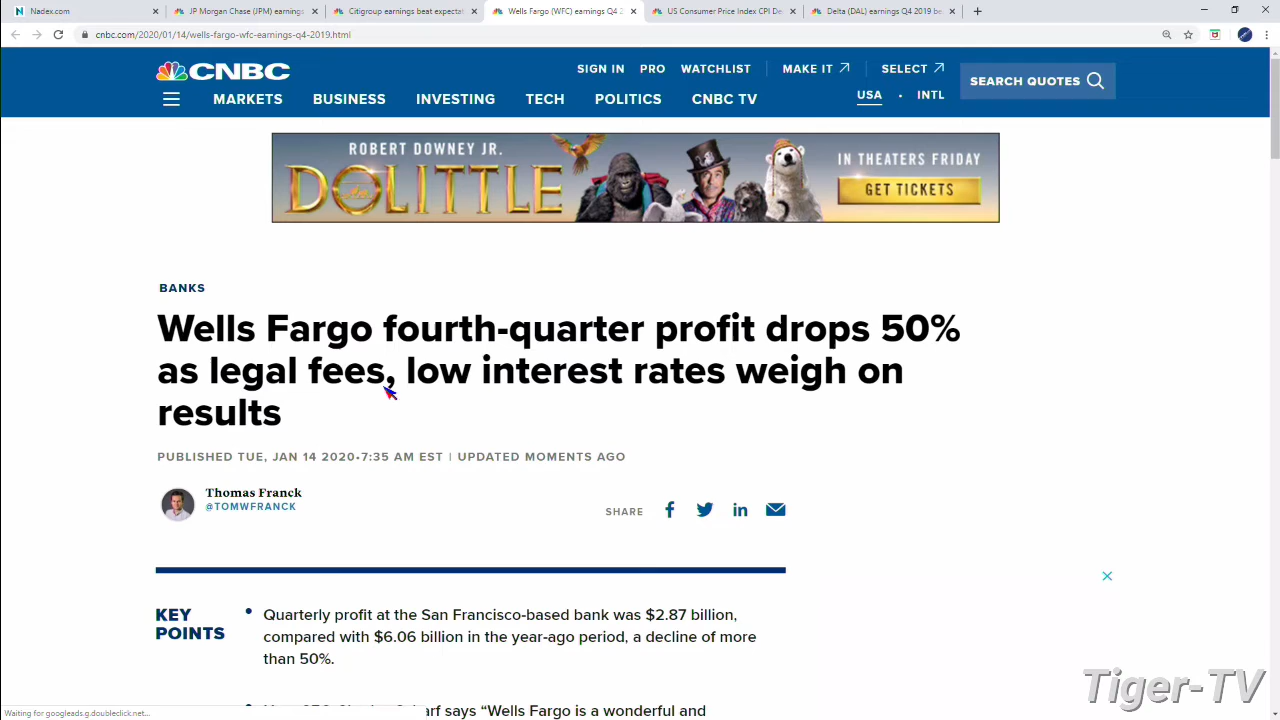 Nadex.com
JP Morgan Chase (JPM) earnings
Citigroup earnings beat expectat
Wells Fargo (WFC) earnings Q4 2
US Consumer Price Index CPI De
Delta (DAL) earnings Q4 2019 be
cnbc.com/2020/01/14/wells-fargo-wfc-earnings-q4-2019.html
CNBC
SIGN IN PRO WATCHLIST MAKE IT SELECT
SEARCH QUOTES
MARKETS BUSINESS INVESTING TECH POLITICS CNBC TV
USA • INTL
ROBERT DOWNEY JR.
DOLITTLE
IN THEATERS FRIDAY
GET TICKETS
BANKS
Wells Fargo fourth-quarter profit drops 50%
as legal fees, low interest rates weigh on
results
PUBLISHED TUE, JAN 14 2020•7:35 AM EST | UPDATED MOMENTS AGO
Thomas Franck
@TOMWFRANCK
SHARE
KEY
POINTS
• Quarterly profit at the San Francisco-based bank was $2.87 billion,
compared with $6.06 billion in the year-ago period, a decline of more
than 50%.
says “Wells Fargo is a wonderful and
Waiting for googleads.g.doubleclick.net...
Tiger-TV